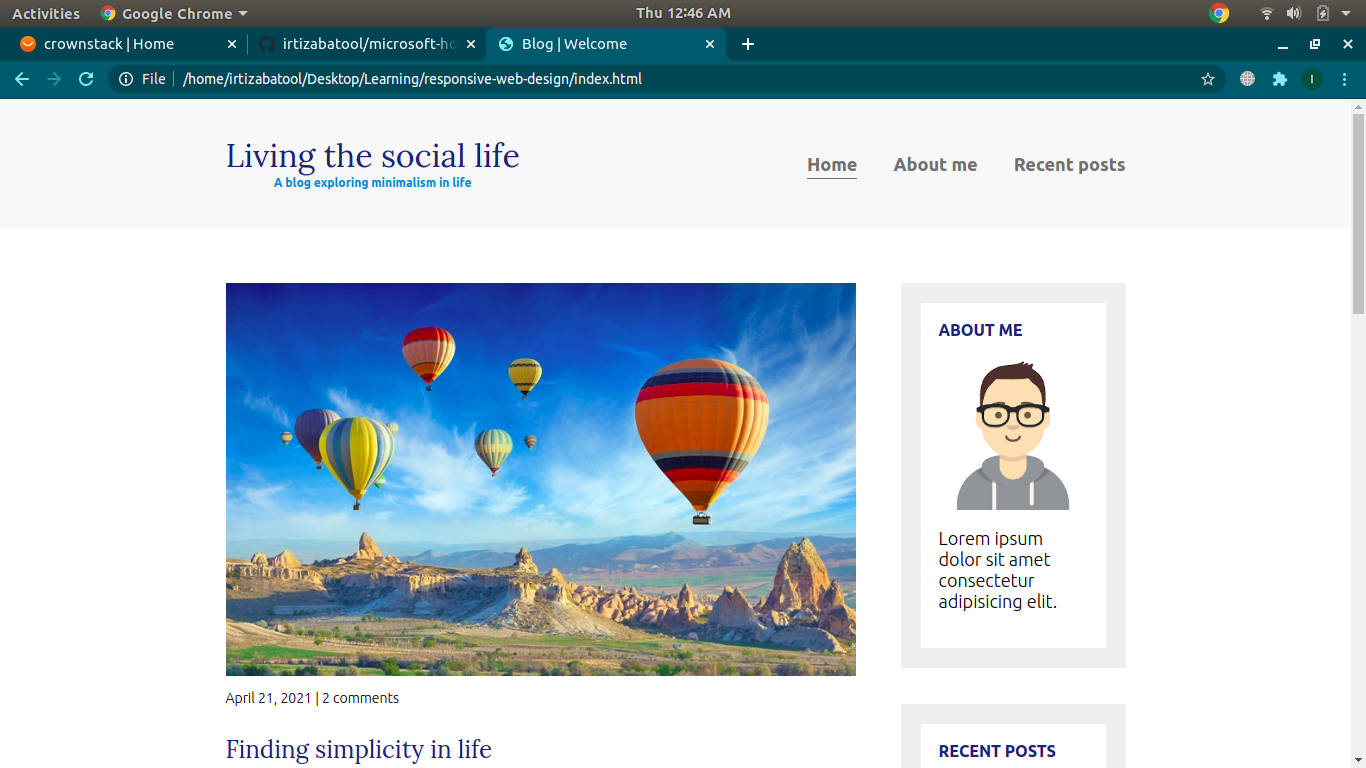 Activities Google Chrome Thu 12:46 AM
crownstack | Home irtizabatool/microsoft-ho Blog | Welcome
File /home/irtizabatool/Desktop/Learning/responsive-web-design/index.html I
Living the social life
A blog exploring minimalism in life
Home About me Recent posts
April 21, 2021 | 2 comments
Finding simplicity in life
ABOUT ME
Lorem ipsum
dolor sit amet
consectetur
adipisicing elit.
RECENT POSTS